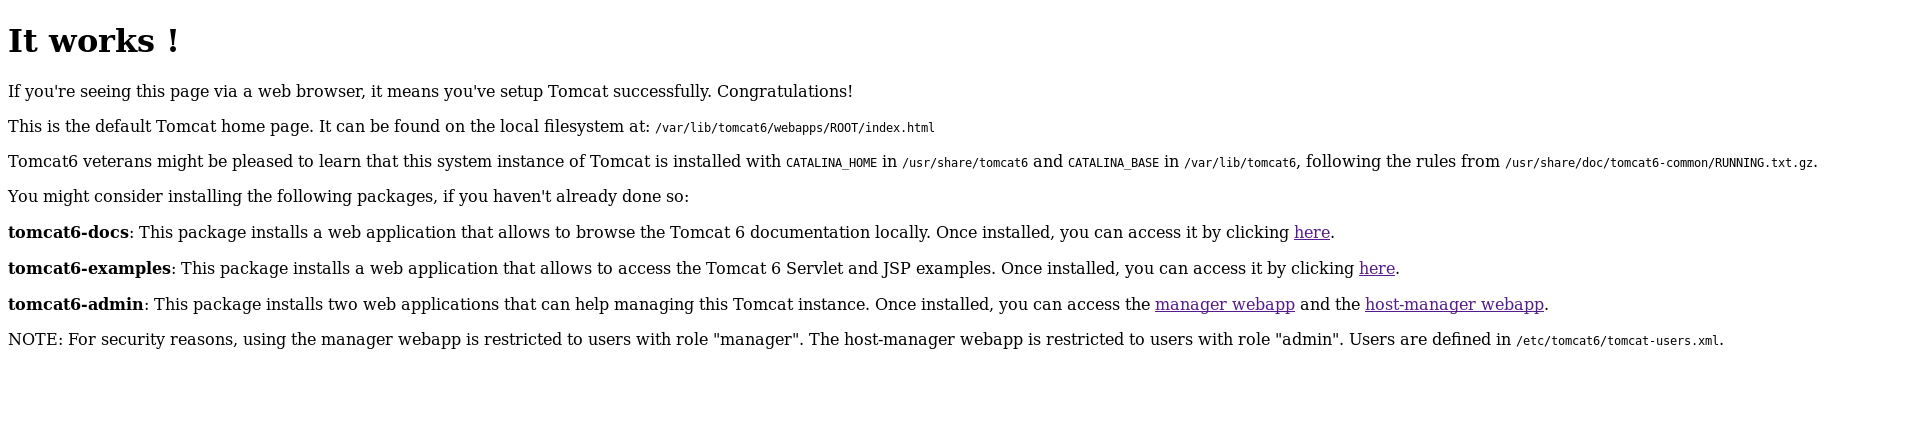 It works !
If you're seeing this page via a web browser, it means you've setup Tomcat successfully. Congratulations!
This is the default Tomcat home page. It can be found on the local filesystem at: /var/lib/tomcat6/webapps/ROOT/index.html
Tomcat6 veterans might be pleased to learn that this system instance of Tomcat is installed with CATALINA_HOME in /usr/share/tomcat6 and CATALINA_BASE in /var/lib/tomcat6, following the rules from /usr/share/doc/tomcat6-common/RUNNING.txt.gz.
You might consider installing the following packages, if you haven't already done so:
tomcat6-docs: This package installs a web application that allows to browse the Tomcat 6 documentation locally. Once installed, you can access it by clicking here.
tomcat6-examples: This package installs a web application that allows to access the Tomcat 6 Servlet and JSP examples. Once installed, you can access it by clicking here.
tomcat6-admin: This package installs two web applications that can help managing this Tomcat instance. Once installed, you can access the manager webapp and the host-manager webapp.
NOTE: For security reasons, using the manager webapp is restricted to users with role "manager". The host-manager webapp is restricted to users with role "admin". Users are defined in /etc/tomcat6/tomcat-users.xml.